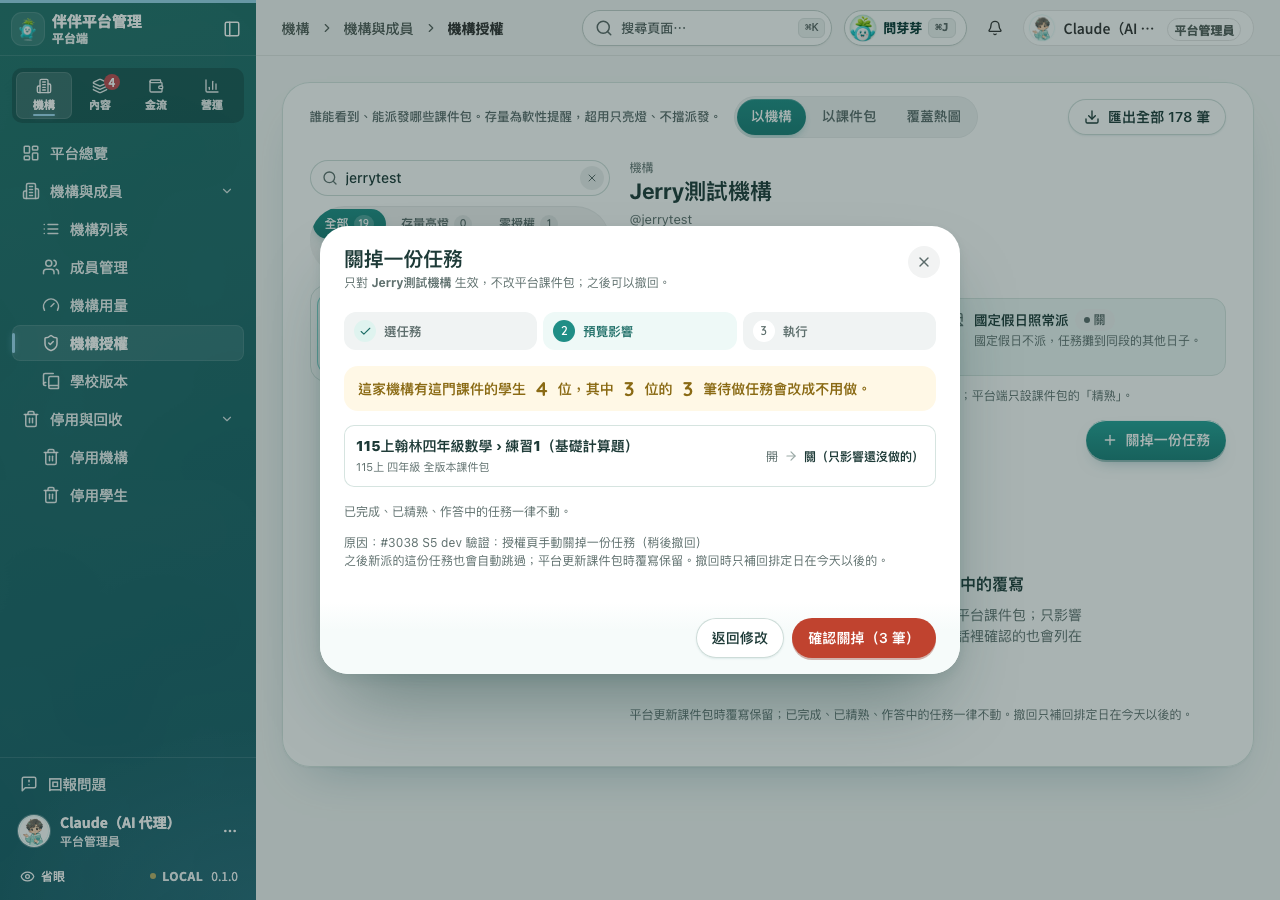 伴伴平台管理
平台端
機構
內容
4
金流
營運
平台總覽
機構與成員
機構列表
成員管理
機構用量
機構授權
學校版本
停用與回收
停用機構
停用學生
回報問題
Claude（AI 代理）
平台管理員
省眼
LOCAL 0.1.0
機構 › 機構與成員 › 機構授權
搜尋頁面… ⌘K
問芽芽 ⌘J
Claude（AI … 平台管理員
誰能看到、能派發哪些課件包。存量為軟性提醒，超用只亮燈、不擋派發。
以機構 以課件包 覆蓋熱圖
匯出全部 178 筆
jerrytest
全部 19 存量亮燈 0 零授權 1
機構
Jerry測試機構
@jerrytest
國定假日照常派 關
國定假日不派，任務攤到同段的其他日子。
；平台端只設課件包的「精熟」。
關掉一份任務
中的覆寫
平台課件包；只影響
話裡確認的也會列在
平台更新課件包時覆寫保留；已完成、已精熟、作答中的任務一律不動。撤回只補回排定日在今天以後的。
關掉一份任務
只對 Jerry測試機構 生效，不改平台課件包；之後可以撤回。
選任務
2 預覽影響
3 執行
這家機構有這門課件的學生 4 位，其中 3 位的 3 筆待做任務會改成不用做。
115上翰林四年級數學 › 練習1（基礎計算題）
115上 四年級 全版本課件包
開 → 關（只影響還沒做的）
已完成、已精熟、作答中的任務一律不動。
原因：#3038 S5 dev 驗證：授權頁手動關掉一份任務（稍後撤回）
之後新派的這份任務也會自動跳過；平台更新課件包時覆寫保留。撤回時只補回排定日在今天以後的。
返回修改
確認關掉（3 筆）